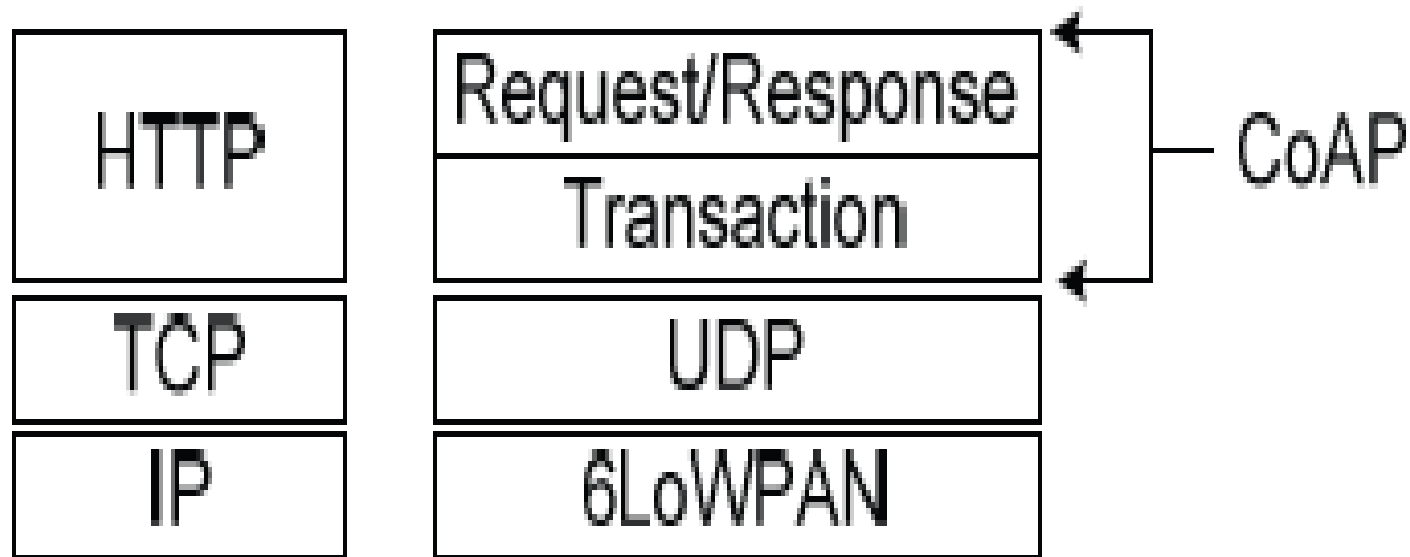 HTTP
TCP
IP
Request/Response
Transaction
UDP
6LoWPAN
CoAP